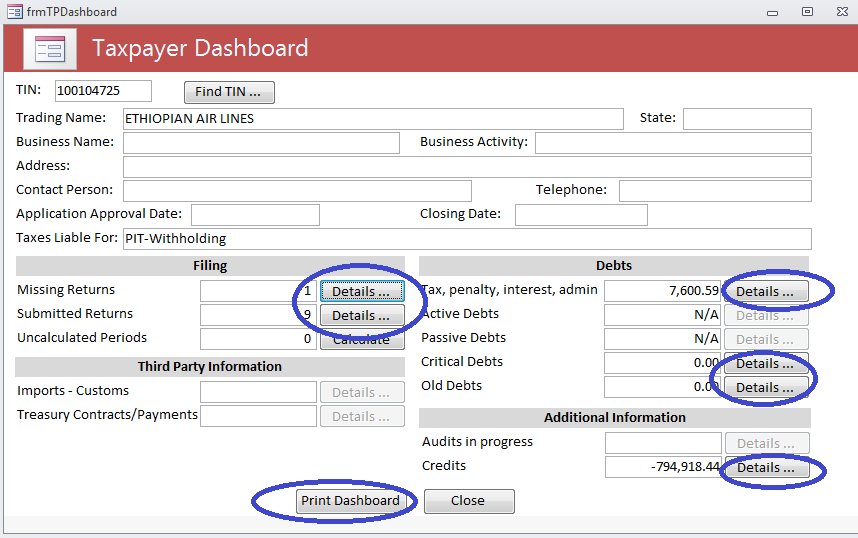 frmTPDashboard
Taxpayer Dashboard
TIN: 100104725 Find TIN ...
Trading Name: ETHIOPIAN AIR LINES State:
Business Name: Business Activity:
Address:
Contact Person: Telephone:
Application Approval Date: Closing Date:
Taxes Liable For: PIT-Withholding
Filing
Missing Returns 1 Details ...
Submitted Returns 9 Details ...
Uncalculated Periods 0 Calculate
Third Party Information
Imports - Customs Details ...
Treasury Contracts/Payments Details ...
Debts
Tax, penalty, interest, admin 7,600.59 Details ...
Active Debts N/A Details ...
Passive Debts N/A Details ...
Critical Debts 0.00 Details ...
Old Debts 0.00 Details ...
Additional Information
Audits in progress Details ...
Credits -794,918.44 Details ...
Print Dashboard Close